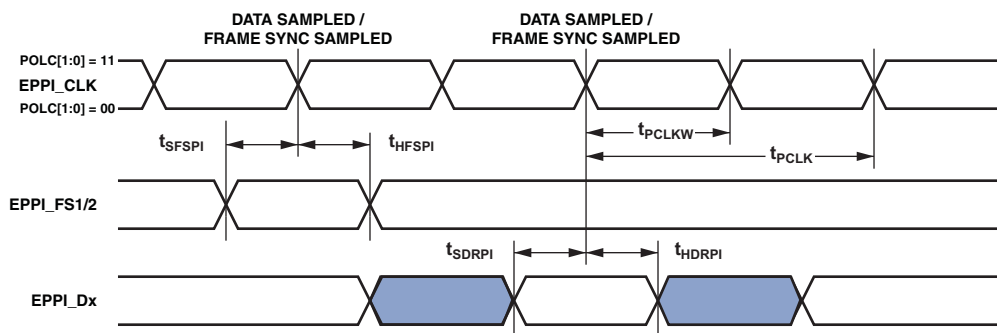 DATA SAMPLED /
FRAME SYNC SAMPLED
DATA SAMPLED /
FRAME SYNC SAMPLED
POLC[1:0] = 11
EPPI_CLK
POLC[1:0] = 00
tSFSPI
tHFSPI
tPCLKW
tPCLK
EPPI_FS1/2
tSDRPI
tHDRPI
EPPI_Dx